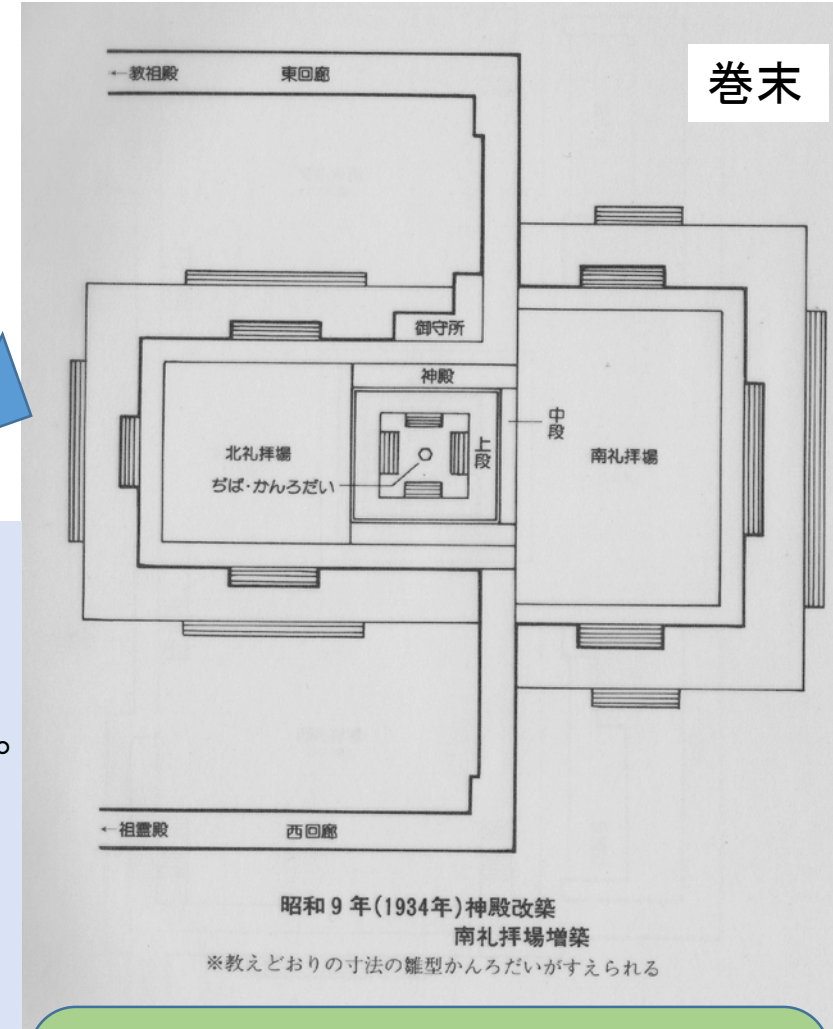 巻末
←教祖殿
東回廊
御守所
神殿
中段
上段
北礼拝場
南礼拝場
ぢば・かんろだい
。
←祖霊殿
西回廊
昭和9年(1934年)神殿改築
南礼拝場増築
※教えどおりの寸法の雛型かんろだいがすえられる